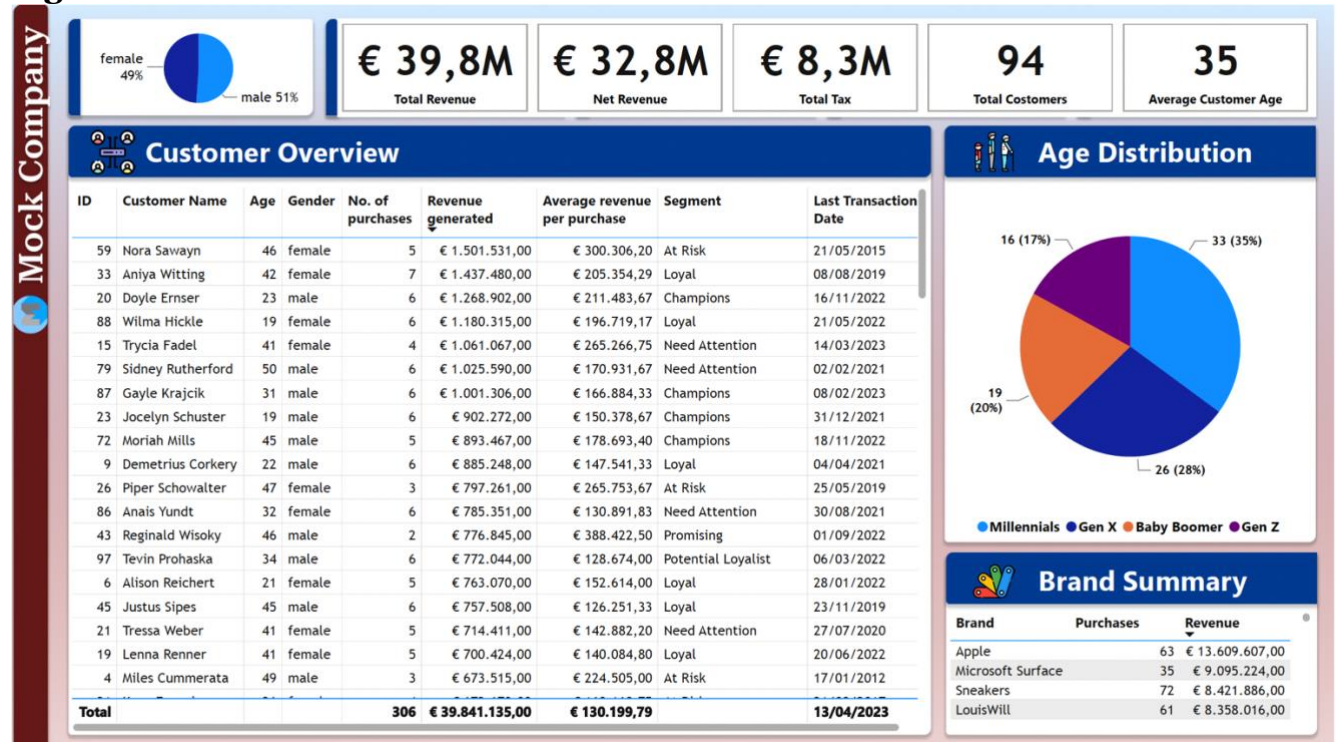 Mock Company
female
49%
male 51%
€ 39,8M
Total Revenue
€ 32,8M
Net Revenue
€ 8,3M
Total Tax
94
Total Costomers
35
Average Customer Age
Customer Overview
ID Customer Name Age Gender No. of purchases Revenue generated Average revenue per purchase Segment Last Transaction Date
59 Nora Sawayn 46 female 5 € 1.501.531,00 € 300.306,20 At Risk 21/05/2015
33 Aniya Witting 42 female 7 € 1.437.480,00 € 205.354,29 Loyal 08/08/2019
20 Doyle Ernser 23 male 6 € 1.268.902,00 € 211.483,67 Champions 16/11/2022
88 Wilma Hickle 19 female 6 € 1.180.315,00 € 196.719,17 Loyal 21/05/2022
15 Trycia Fadel 41 female 4 € 1.061.067,00 € 265.266,75 Need Attention 14/03/2023
79 Sidney Rutherford 50 male 6 € 1.025.590,00 € 170.931,67 Need Attention 02/02/2021
87 Gayle Krajcik 31 male 6 € 1.001.306,00 € 166.884,33 Champions 08/02/2023
23 Jocelyn Schuster 19 male 6 € 902.272,00 € 150.378,67 Champions 31/12/2021
72 Moriah Mills 45 male 5 € 893.467,00 € 178.693,40 Champions 18/11/2022
9 Demetrius Corkery 22 male 6 € 885.248,00 € 147.541,33 Loyal 04/04/2021
26 Piper Schowalter 47 female 3 € 797.261,00 € 265.753,67 At Risk 25/05/2019
86 Anais Yundt 32 female 6 € 785.351,00 € 130.891,83 Need Attention 30/08/2021
43 Reginald Wisoky 46 male 2 € 776.845,00 € 388.422,50 Promising 01/09/2022
97 Tevin Prohaska 34 male 6 € 772.044,00 € 128.674,00 Potential Loyalist 06/03/2022
6 Alison Reichert 21 female 5 € 763.070,00 € 152.614,00 Loyal 28/01/2022
45 Justus Sipes 45 male 6 € 757.508,00 € 126.251,33 Loyal 23/11/2019
21 Tressa Weber 41 female 5 € 714.411,00 € 142.882,20 Need Attention 27/07/2020
19 Lenna Renner 41 female 5 € 700.424,00 € 140.084,80 Loyal 20/06/2022
4 Miles Cummerata 49 male 3 € 673.515,00 € 224.505,00 At Risk 17/01/2012
Total 306 € 39.841.135,00 € 130.199,79 13/04/2023
Age Distribution
16 (17%)
33 (35%)
19
(20%)
26 (28%)
Millennials Gen X Baby Boomer Gen Z
Brand Summary
Brand Purchases Revenue
Apple 63 € 13.609.607,00
Microsoft Surface 35 € 9.095.224,00
Sneakers 72 € 8.421.886,00
LouisWill 61 € 8.358.016,00